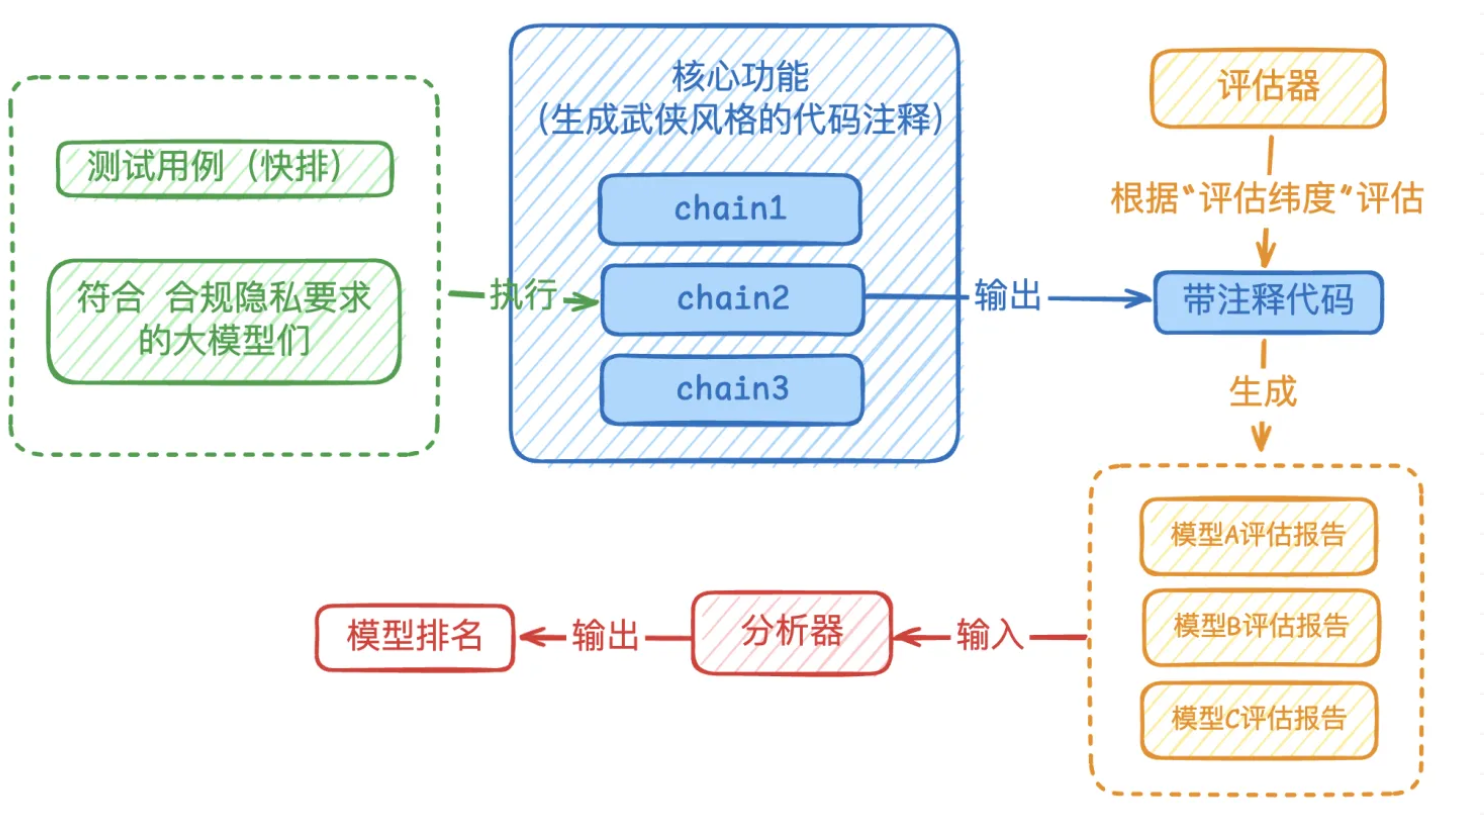 测试用例（快排）
符合 合规隐私要求
的大模型们
执行
核心功能
（生成武侠风格的代码注释）
chain1
chain2
chain3
输出
评估器
根据“评估纬度”评估
带注释代码
生成
模型A评估报告
模型B评估报告
模型C评估报告
输入
分析器
输出
模型排名